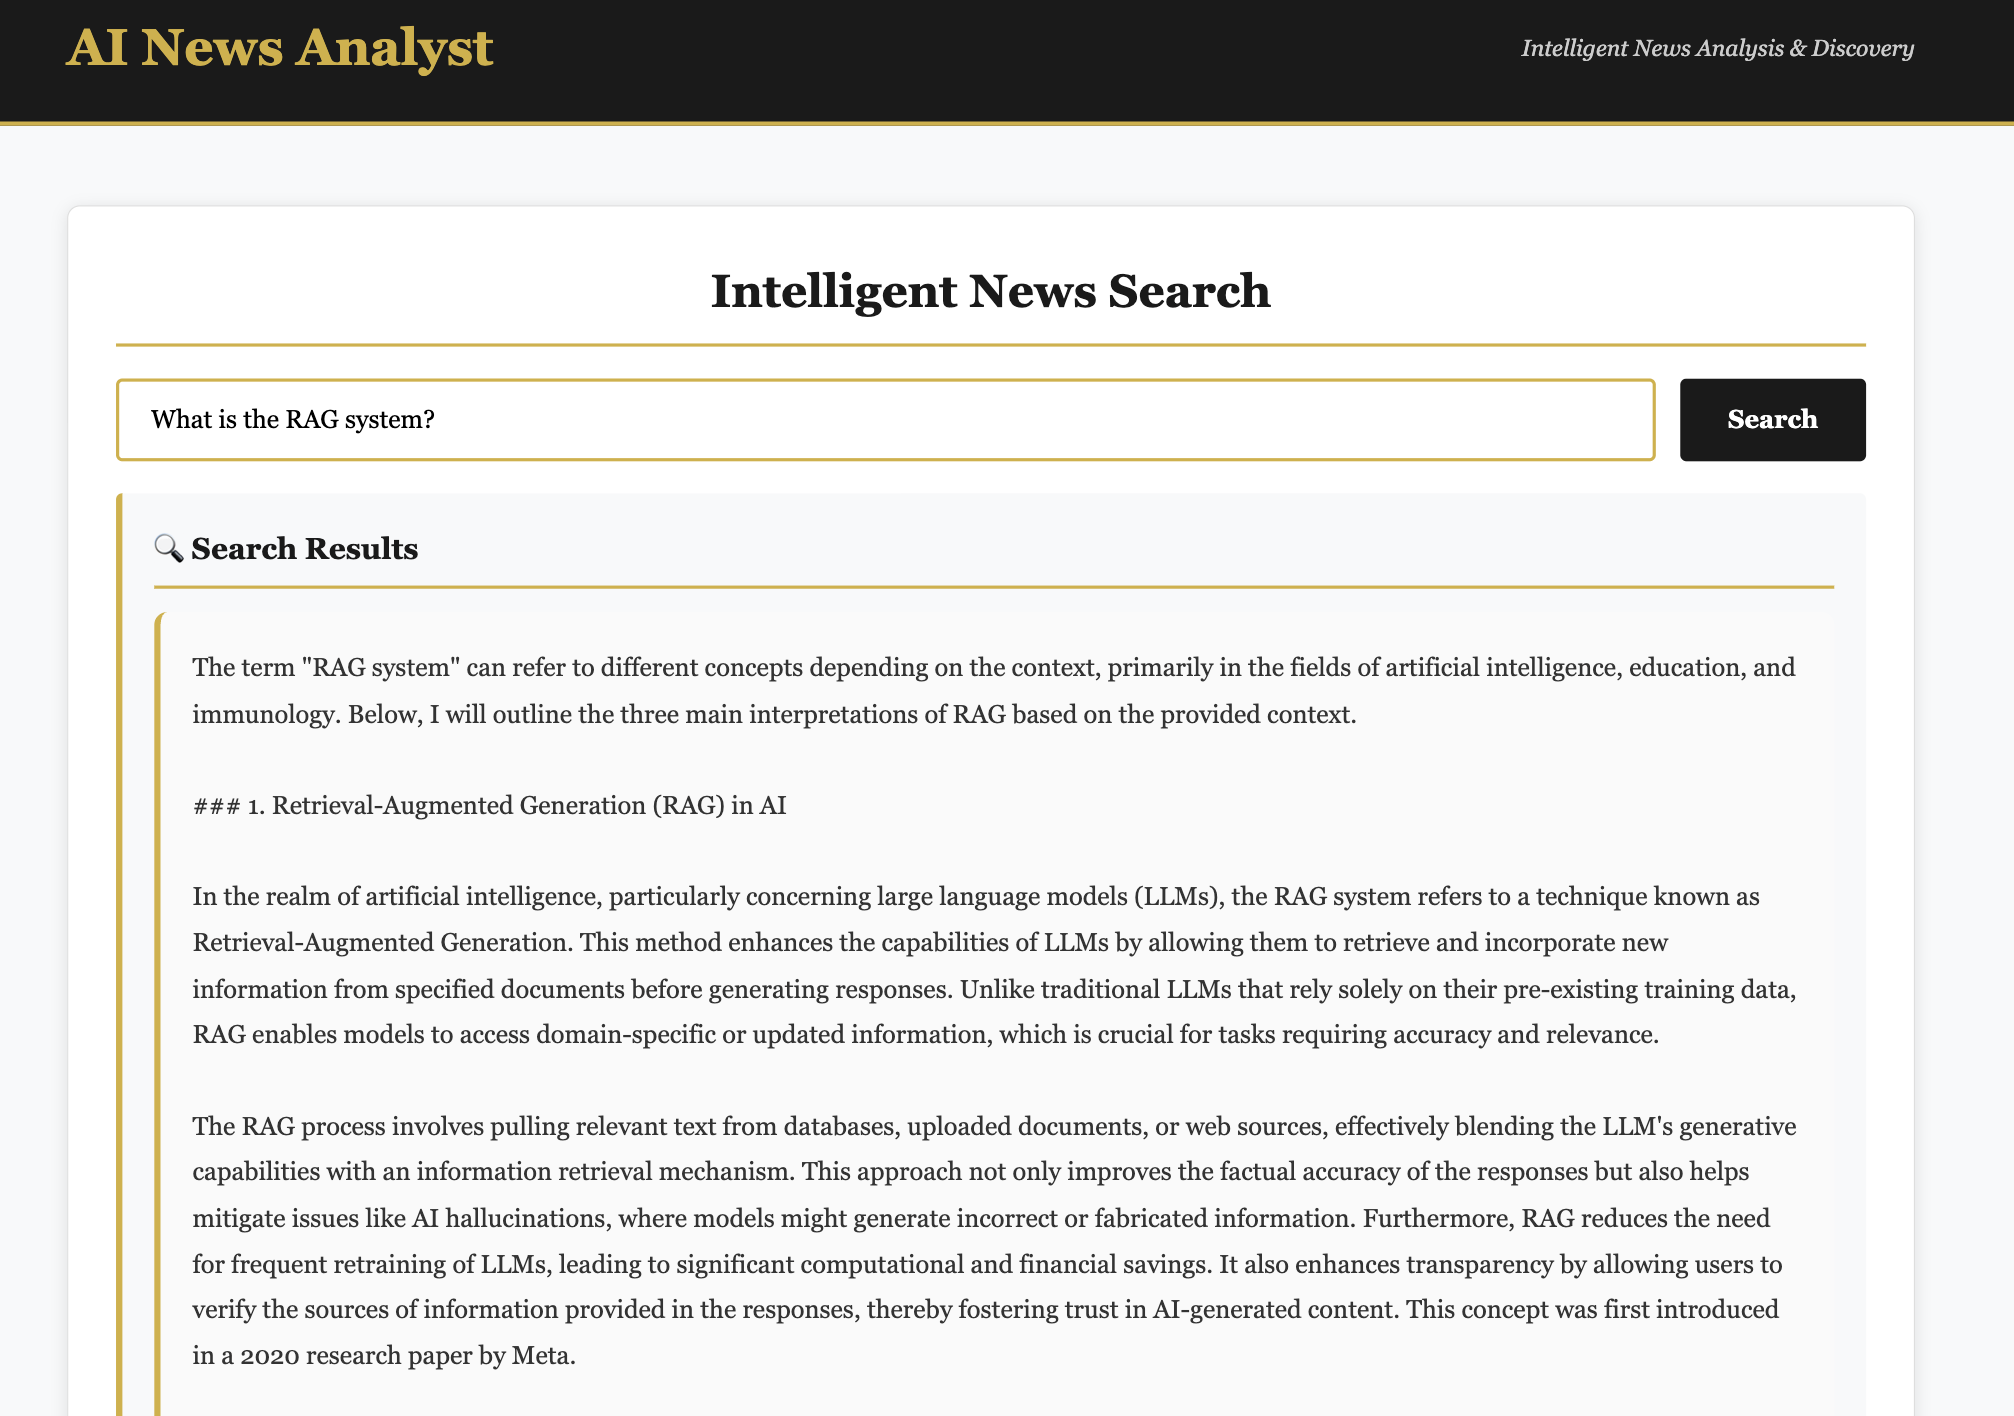 AI News Analyst
Intelligent News Analysis & Discovery
Intelligent News Search
What is the RAG system?
Search
Search Results
The term "RAG system" can refer to different concepts depending on the context, primarily in the fields of artificial intelligence, education, and
immunology. Below, I will outline the three main interpretations of RAG based on the provided context.
### 1. Retrieval-Augmented Generation (RAG) in AI
In the realm of artificial intelligence, particularly concerning large language models (LLMs), the RAG system refers to a technique known as
Retrieval-Augmented Generation. This method enhances the capabilities of LLMs by allowing them to retrieve and incorporate new
information from specified documents before generating responses. Unlike traditional LLMs that rely solely on their pre-existing training data,
RAG enables models to access domain-specific or updated information, which is crucial for tasks requiring accuracy and relevance.
The RAG process involves pulling relevant text from databases, uploaded documents, or web sources, effectively blending the LLM's generative
capabilities with an information retrieval mechanism. This approach not only improves the factual accuracy of the responses but also helps
mitigate issues like AI hallucinations, where models might generate incorrect or fabricated information. Furthermore, RAG reduces the need
for frequent retraining of LLMs, leading to significant computational and financial savings. It also enhances transparency by allowing users to
verify the sources of information provided in the responses, thereby fostering trust in AI-generated content. This concept was first introduced
in a 2020 research paper by Meta.